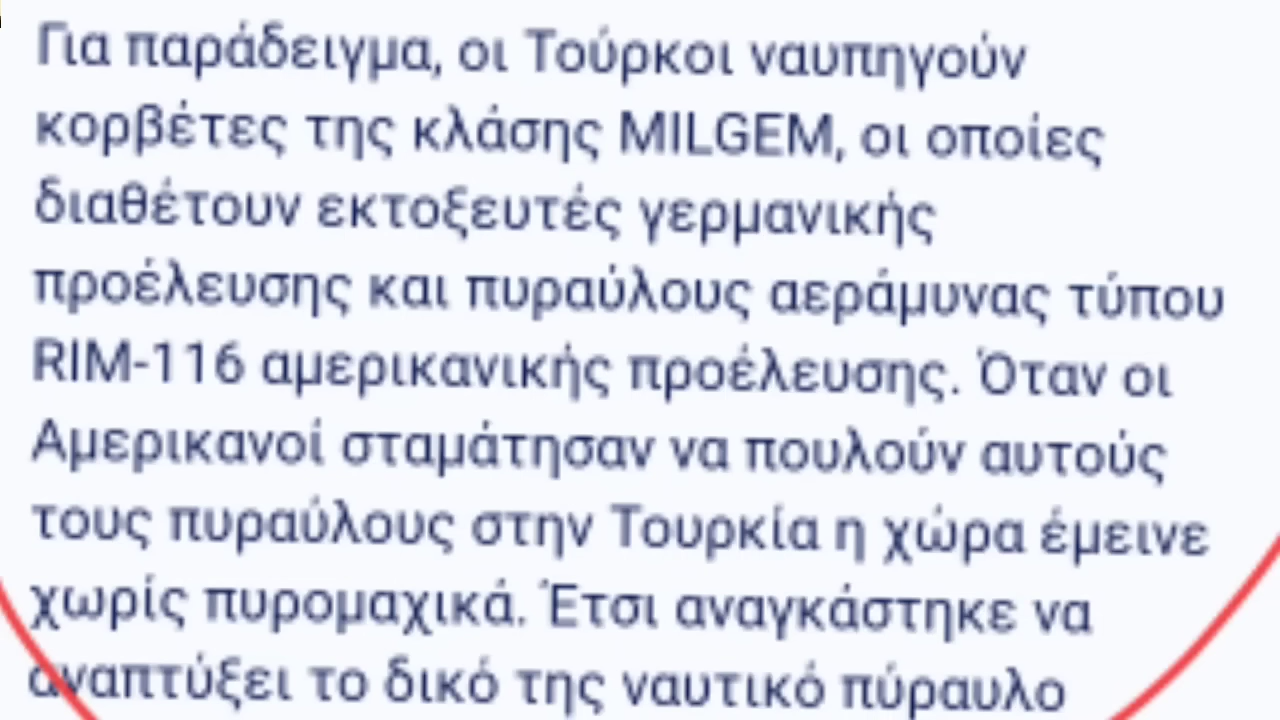 Για παράδειγμα, οι Τούρκοι ναυπηγούν
κορβέτες της κλάσης MILGEM, οι οποίες
διαθέτουν εκτοξευτές γερμανικής
προέλευσης και πυραύλους αεράμυνας τύπου
RIM-116 αμερικανικής προέλευσης. Όταν οι
Αμερικανοί σταμάτησαν να πουλούν αυτούς
τους πυραύλους στην Τουρκία η χώρα έμεινε
χωρίς πυρομαχικά. Έτσι αναγκάστηκε να
αναπτύξει το δικό της ναυτικό πύραυλο